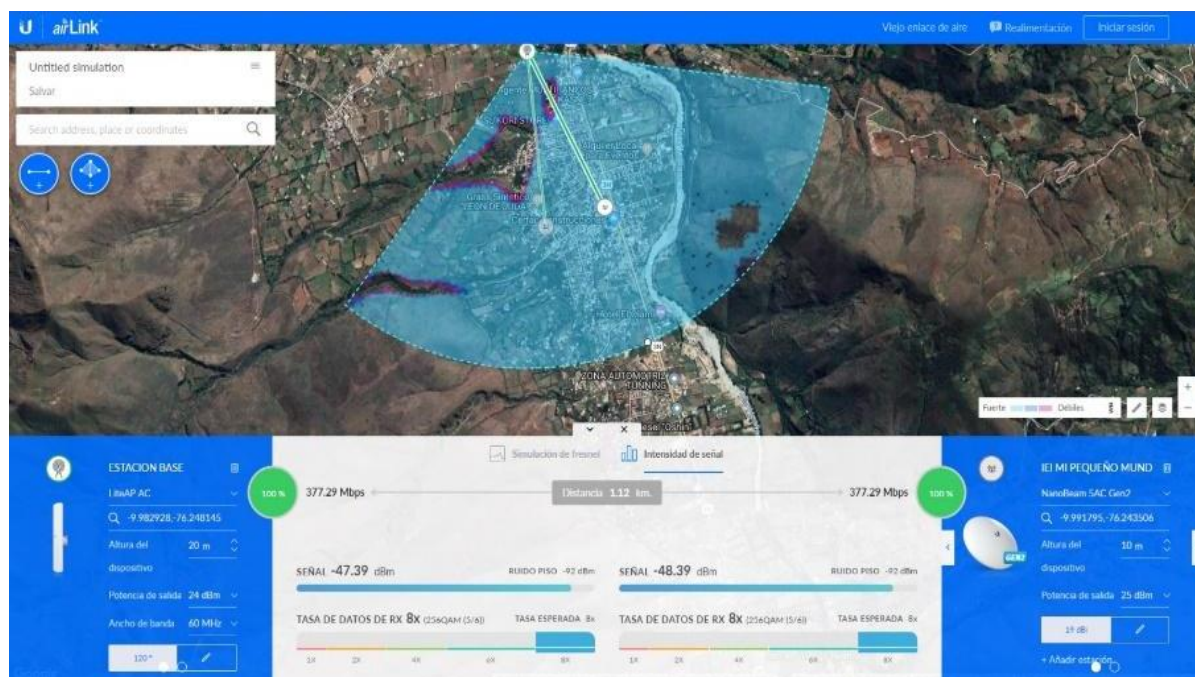 U airLink
Viejo enlace de aire
Realimentación
Iniciar sesión
Untitled simulation
Salvar
Search address, place or coordinates
ZONA AUTOMOTRIZ
TUNNING
Fuerte
Débiles
Simulación de fresnel
Intensidad de señal
ESTACION BASE
LiteAP AC
-9.982928,-76.248145
Altura del
dispositivo
20 m
Potencia de salida
24 dBm
Ancho de banda
60 MHz
120 °
100 %
377.29 Mbps
Distancia 1.12 km.
377.29 Mbps
100 %
SEÑAL -47.39 dBm
RUIDO PISO -92 dBm
TASA DE DATOS DE RX 8X (256QAM (5/6))
TASA ESPERADA 8x
1X 2X 4X 6X 8X
SEÑAL -48.39 dBm
RUIDO PISO -92 dBm
TASA DE DATOS DE RX 8X (256QAM (5/6))
TASA ESPERADA 8x
1X 2X 4X 6X 8X
IEI MI PEQUEÑO MUND
NanoBeam 5AC Gen2
-9.991795,-76.243506
Altura del
dispositivo
10 m
Potencia de salida
25 dBm
19 dBi
+ Añadir estación